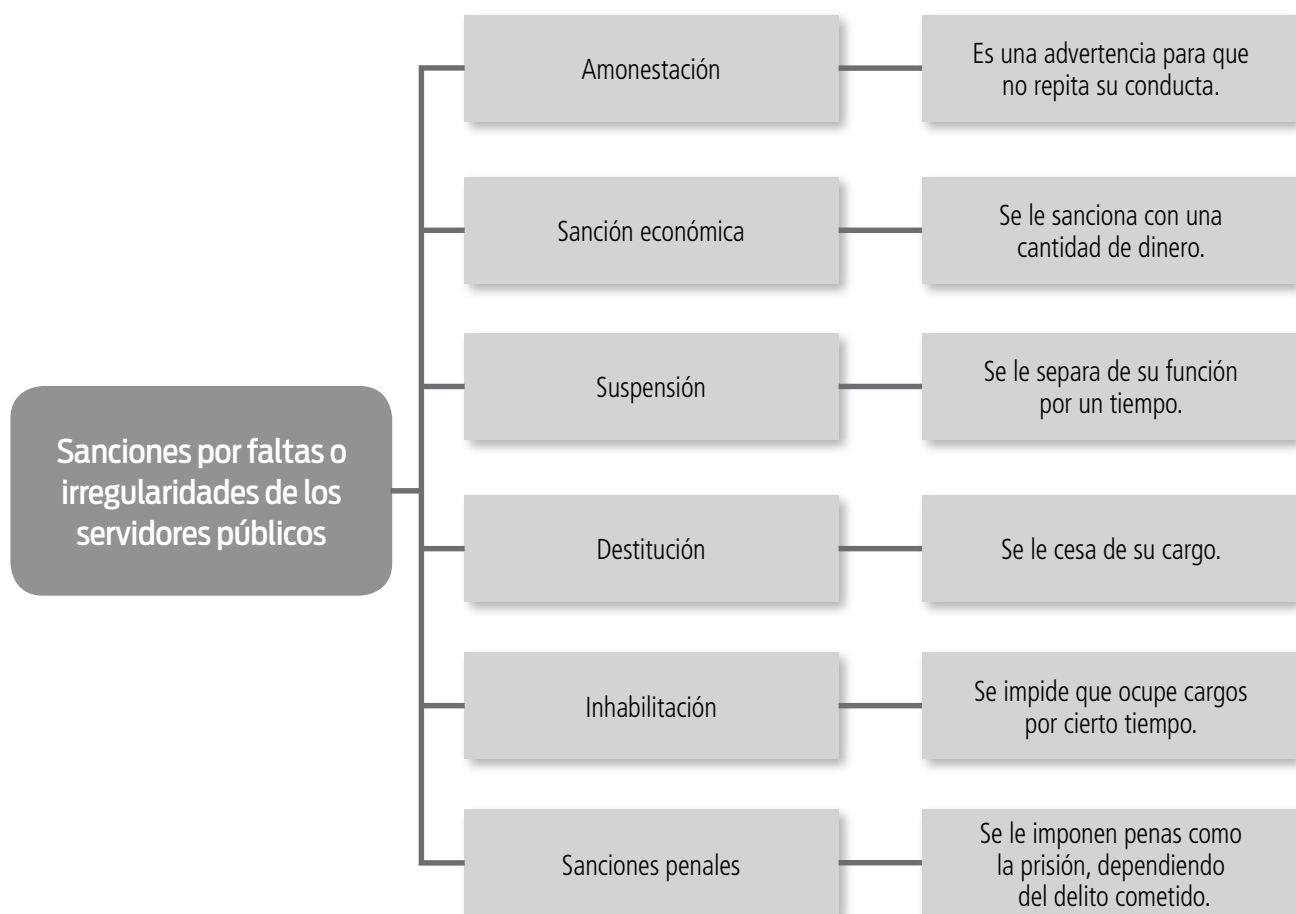 Sanciones por faltas o
irregularidades de los
servidores públicos
Amonestación
Es una advertencia para que
no repita su conducta.
Sanción económica
Se le sanciona con una
cantidad de dinero.
Suspensión
Se le separa de su función
por un tiempo.
Destitución
Se le cesa de su cargo.
Inhabilitación
Se impide que ocupe cargos
por cierto tiempo.
Sanciones penales
Se le imponen penas como
la prisión, dependiendo
del delito cometido.